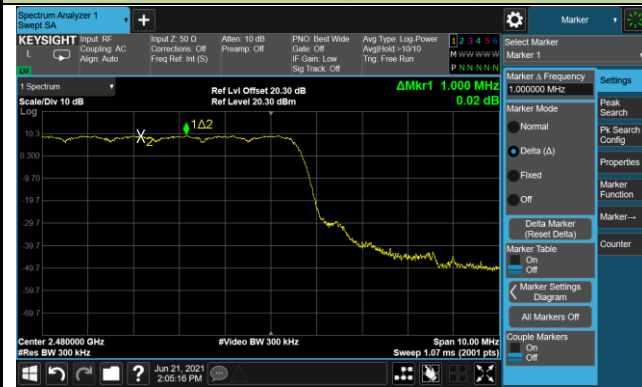 Spectrum Analyzer 1
Swept SA
Marker
KEYSIGHT
L
Input: RF
Coupling: AC
Align: Auto
Input Z: 50 Ω
Corrections: Off
Freq Ref: Int (S)
Atten: 10 dB
Preamp: Off
PNO: Best Wide
Gate: Off
IF Gain: Low
Sig Track: Off
Avg Type: Log-Power
Avg|Hold:>10/10
Trig: Free Run
1 2 3 4 5 6
M W W W W W
P N N N N N
Select Marker
Marker 1
1 Spectrum
Scale/Div 10 dB
Ref Lvl Offset 20.30 dB
Ref Level 20.30 dBm
ΔMkr1 1.000 MHz
0.02 dB
Log
10.3
0.300
-9.70
-19.7
-29.7
-39.7
-49.7
-59.7
-69.7
1Δ2
X2
Center 2.480000 GHz
#Res BW 300 kHz
#Video BW 300 kHz
Span 10.00 MHz
Sweep 1.07 ms (2001 pts)
Marker Δ Frequency
1.000000 MHz
Marker Mode
Normal
Delta (Δ)
Fixed
Off
Delta Marker
(Reset Delta)
Marker Table
On
Off
Marker Settings
Diagram
All Markers Off
Couple Markers
On
Off
Settings
Peak
Search
Pk Search
Config
Properties
Marker
Function
Marker→
Counter
?
Jun 21, 2021
2:05:16 PM